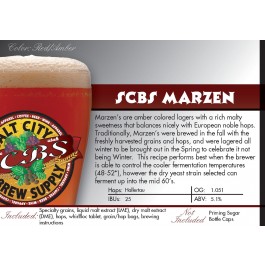 Color: Red/Amber
SCBS MARZEN
Marzen's are amber colored lagers with a rich malty
sweetness that balances nicely with European noble hops.
Traditionally, Marzen's were brewed in the fall with the
freshly harvested grains and hops, and were lagered all
winter to be brought out in the Spring to celebrate it not
being Winter. This recipe performs best when the brewer
is able to control the cooler fermentation temperature
(48-52°), however the dry yeast strain selected can
ferment up into the mid 60's.
ALT CITY
SCBS
BREW SUPPLY
Hops: Hallertau
OG: 1.051
IBUs: 25
ABV: 5.1%
Included:
Specialty grains, liquid malt extract (LME), dry malt extract
(DME), hops, whirlfloc tablet, grain/hop bags, brewing
instructions
Not Included
Priming Sugar
Bottle Caps